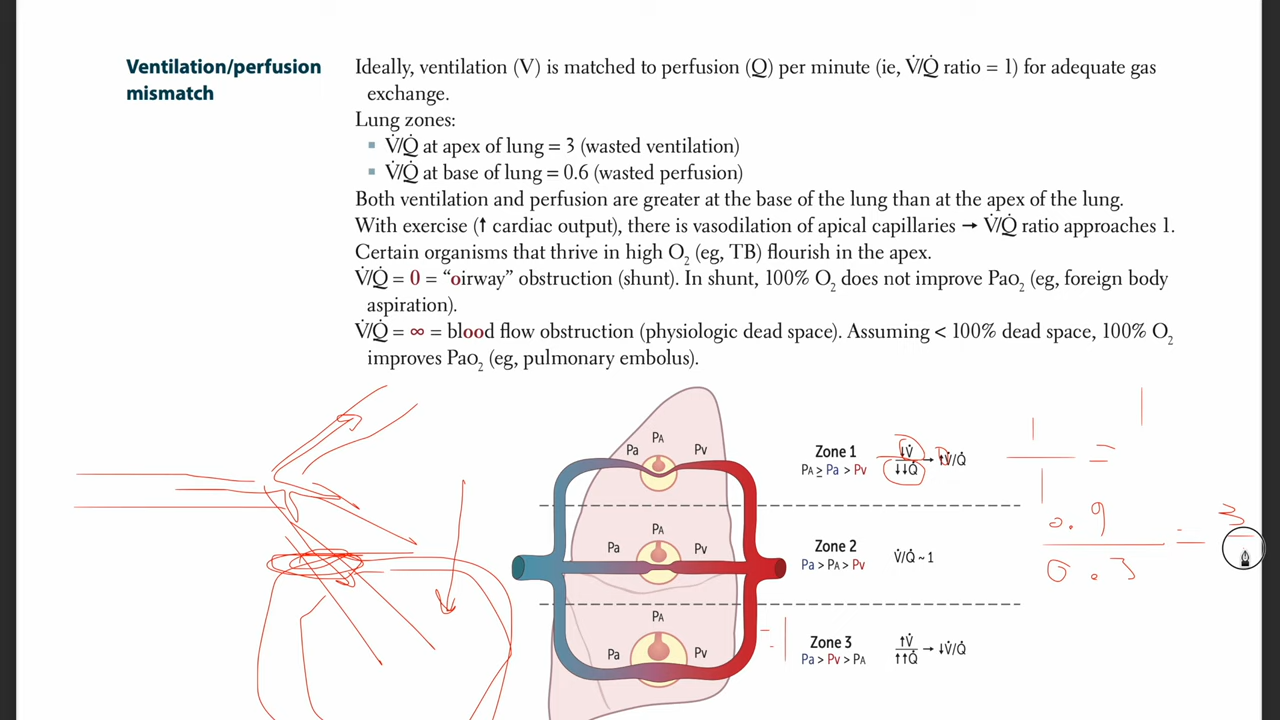 Ventilation/perfusion
mismatch
Ideally, ventilation (V) is matched to perfusion (Q) per minute (ie, V̇/Q̇ ratio = 1) for adequate gas
exchange.
Lung zones:
▪ V̇/Q̇ at apex of lung = 3 (wasted ventilation)
▪ V̇/Q̇ at base of lung = 0.6 (wasted perfusion)
Both ventilation and perfusion are greater at the base of the lung than at the apex of the lung.
With exercise (↑ cardiac output), there is vasodilation of apical capillaries → V̇/Q̇ ratio approaches 1.
Certain organisms that thrive in high O₂ (eg, TB) flourish in the apex.
V̇/Q̇ = 0 = “oirway” obstruction (shunt). In shunt, 100% O₂ does not improve PaO₂ (eg, foreign body
aspiration).
V̇/Q̇ = ∞ = blood flow obstruction (physiologic dead space). Assuming < 100% dead space, 100% O₂
improves PaO₂ (eg, pulmonary embolus).
Pa PA Pv
Zone 1
PA ≥ Pa > Pv
↓V̇
↓↓Q̇ → ↑V̇/Q̇
1
1 = 1
Pa PA Pv
Zone 2
Pa > PA > Pv
V̇/Q̇ ~ 1
0.9
0.3 = 3
Pa PA Pv
= 1
Zone 3
Pa > Pv > PA
↑V̇
↑↑Q̇ → ↓V̇/Q̇